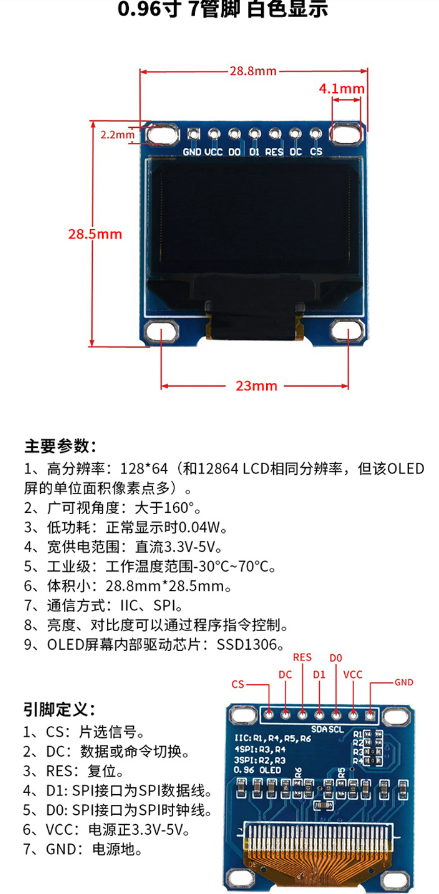 0.96寸 7管脚 白色显示
28.8mm
4.1mm
2.2mm
GND VCC D0 D1 RES DC CS
28.5mm
23mm
主要参数：
1、高分辨率：128*64（和12864 LCD相同分辨率，但该OLED
屏的单位面积像素点多）。
2、广可视角度：大于160°。
3、低功耗：正常显示时0.04W。
4、宽供电范围：直流3.3V-5V。
5、工业级：工作温度范围-30℃~70℃。
6、体积小：28.8mm*28.5mm。
7、通信方式：IIC、SPI。
8、亮度、对比度可以通过程序指令控制。
9、OLED屏幕内部驱动芯片：SSD1306。
引脚定义：
1、CS：片选信号。
2、DC：数据或命令切换。
3、RES：复位。
4、D1: SPI接口为SPI数据线。
5、D0: SPI接口为SPI时钟线。
6、VCC：电源正3.3V-5V。
7、GND：电源地。
RES D0
DC D1 VCC
CS GND
SDA SCL
IIC:R1,R4,R5,R6
4SPI:R3,R4
3SPI:R2,R3
0.96 OLED
R1
R2
R3
R4
R6
R5